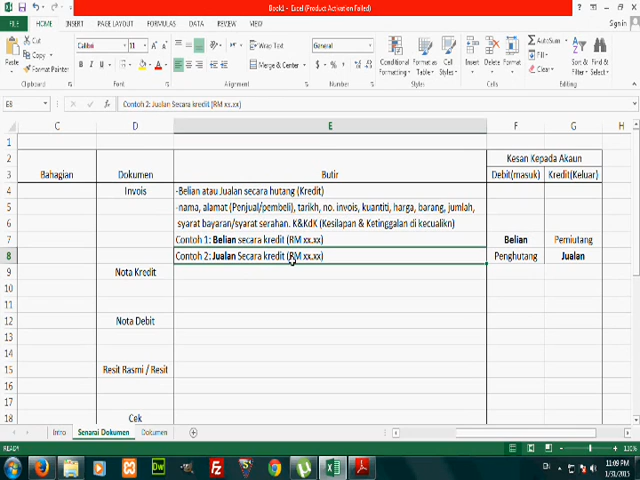 Book1 - Excel (Product Activation Failed)
FILE HOME INSERT PAGE LAYOUT FORMULAS DATA REVIEW VIEW
Cut
Copy
Format Painter
Paste
Clipboard
Calibri 11
B I U
Font
Wrap Text
Merge & Center
Alignment
General
$ %
Number
Conditional Formatting
Format as Table
Cell Styles
Styles
Insert Delete Format
Cells
AutoSum
Fill
Clear
Sort & Filter
Find & Select
Editing
E8 Contoh 2: Jualan Secara kredit (RM xx.xx)
C D E F G H
1
2 Kesan Kepada Akaun
3 Bahagian Dokumen Butir Debit(masuk) Kredit(Keluar)
4 Invois -Belian atau Jualan secara hutang (Kredit)
5 -nama, alamat (Penjual/pembeli), tarikh, no. invois, kuantiti, harga, barang, jumlah,
6 syarat bayaran/syarat serahan. K&KdK (Kesilapan & Ketinggalan di kecualikn)
7 Contoh 1: Belian secara kredit (RM xx.xx) Belian Pemiutang
8 Contoh 2: Jualan Secara kredit (RM xx.xx) Penghutang Jualan
9 Nota Kredit
10
11
12 Nota Debit
13
14
15 Resit Rasmi / Resit
16
17
18 Cek
Intro Senarai Dokumen Dokumen
READY 130%
EN 11:09 PM
1/31/2015